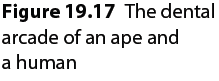 Figure 19.17 The dental
arcade of an ape and
a human